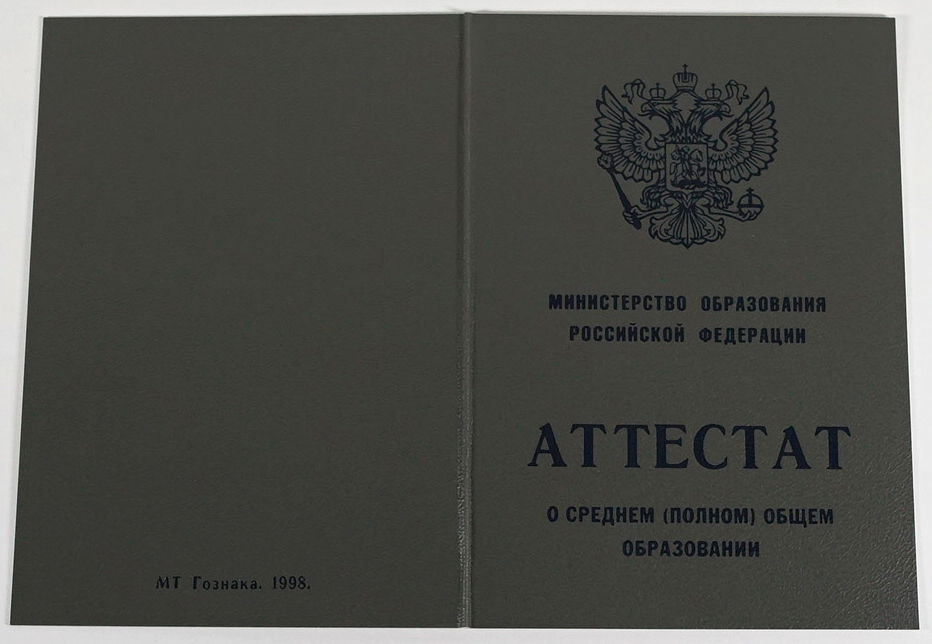 МТ Гознака. 1998.
МИНИСТЕРСТВО ОБРАЗОВАНИЯ
РОССИЙСКОЙ ФЕДЕРАЦИИ
АТТЕСТАТ
О СРЕДНЕМ (ПОЛНОМ) ОБЩЕМ
ОБРАЗОВАНИИ